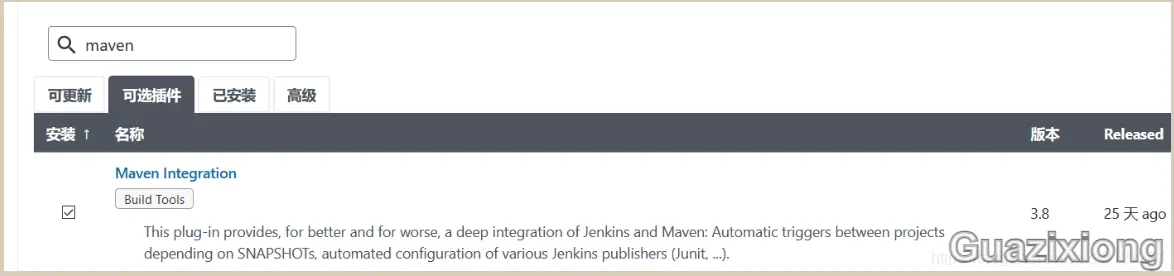 maven
可更新 可选插件 已安装 高级
安装 ↑ 名称 版本 Released
Maven Integration
Build Tools
3.8 25 天 ago
This plug-in provides, for better and for worse, a deep integration of Jenkins and Maven: Automatic triggers between projects
depending on SNAPSHOTs, automated configuration of various Jenkins publishers (Junit, ...).
Guazixiong